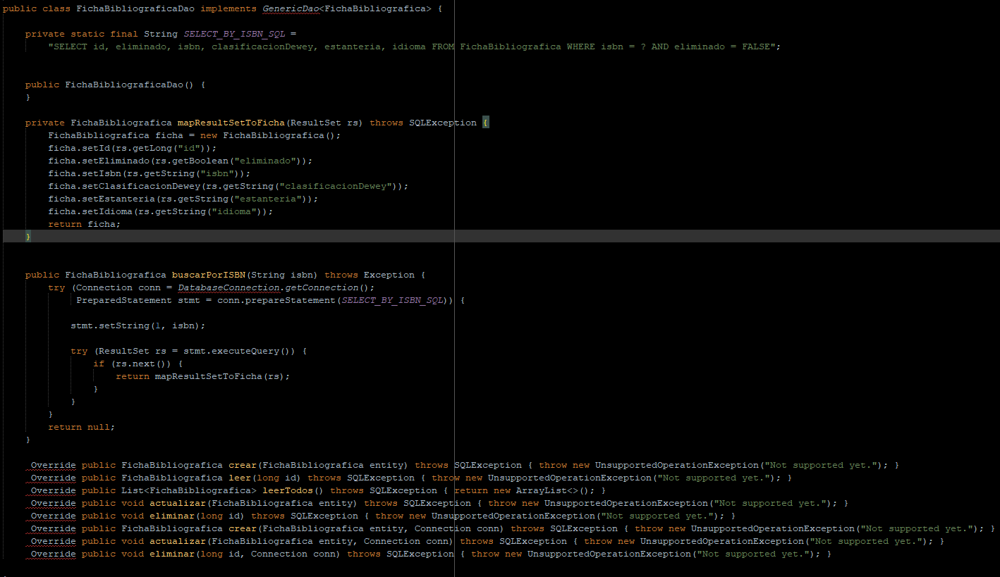 public class FichaBibliograficaDao implements GenericDao<FichaBibliografica> {
private static final String SELECT_BY_ISBN_SQL =
"SELECT id, eliminado, isbn, clasificacionDewey, estanteria, idioma FROM FichaBibliografica WHERE isbn = ? AND eliminado = FALSE";
public FichaBibliograficaDao() {
}
private FichaBibliografica mapResultSetToFicha(ResultSet rs) throws SQLException {
FichaBibliografica ficha = new FichaBibliografica();
ficha.setId(rs.getLong("id"));
ficha.setEliminado(rs.getBoolean("eliminado"));
ficha.setIsbn(rs.getString("isbn"));
ficha.setClasificacionDewey(rs.getString("clasificacionDewey"));
ficha.setEstanteria(rs.getString("estanteria"));
ficha.setIdioma(rs.getString("idioma"));
return ficha;
}
public FichaBibliografica buscarPorISBN(String isbn) throws Exception {
try (Connection conn = DatabaseConnection.getConnection();
PreparedStatement stmt = conn.prepareStatement(SELECT_BY_ISBN_SQL)) {
stmt.setString(1, isbn);
try (ResultSet rs = stmt.executeQuery()) {
if (rs.next()) {
return mapResultSetToFicha(rs);
}
}
}
return null;
}
Override public FichaBibliografica crear(FichaBibliografica entity) throws SQLException { throw new UnsupportedOperationException("Not supported yet."); }
Override public FichaBibliografica leer(long id) throws SQLException { throw new UnsupportedOperationException("Not supported yet."); }
Override public List<FichaBibliografica> leerTodos() throws SQLException { return new ArrayList<>(); }
Override public void actualizar(FichaBibliografica entity) throws SQLException { throw new UnsupportedOperationException("Not supported yet."); }
Override public void eliminar(long id) throws SQLException { throw new UnsupportedOperationException("Not supported yet."); }
Override public FichaBibliografica crear(FichaBibliografica entity, Connection conn) throws SQLException { throw new UnsupportedOperationException("Not supported yet."); }
Override public void actualizar(FichaBibliografica entity, Connection conn) throws SQLException { throw new UnsupportedOperationException("Not supported yet."); }
Override public void eliminar(long id, Connection conn) throws SQLException { throw new UnsupportedOperationException("Not supported yet."); }